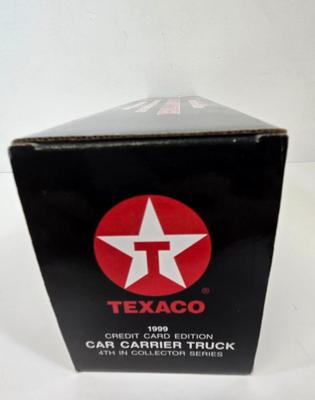 T
®
TEXACO
1999
CREDIT CARD EDITION
CAR CARRIER TRUCK
4TH IN COLLECTOR SERIES